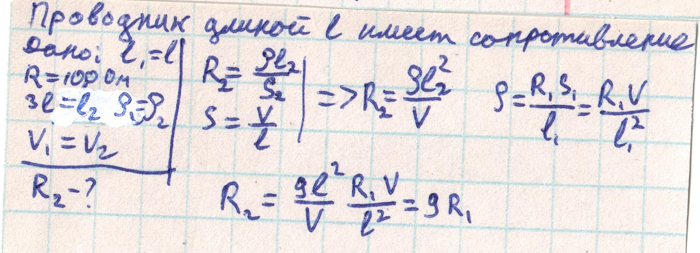 Проводник длиной l имеет сопротивление
Дано: l₁=l
R=100 Ом
3l=l₂ ρ₁=ρ₂
V₁=V₂
R₂-?
R₂=ρl₂/S₂
S=V/l
=> R₂=ρl₂²/V
ρ=R₁S₁/l₁=R₁V/l₁²
R₂=9l²/V R₁V/l²=9R₁